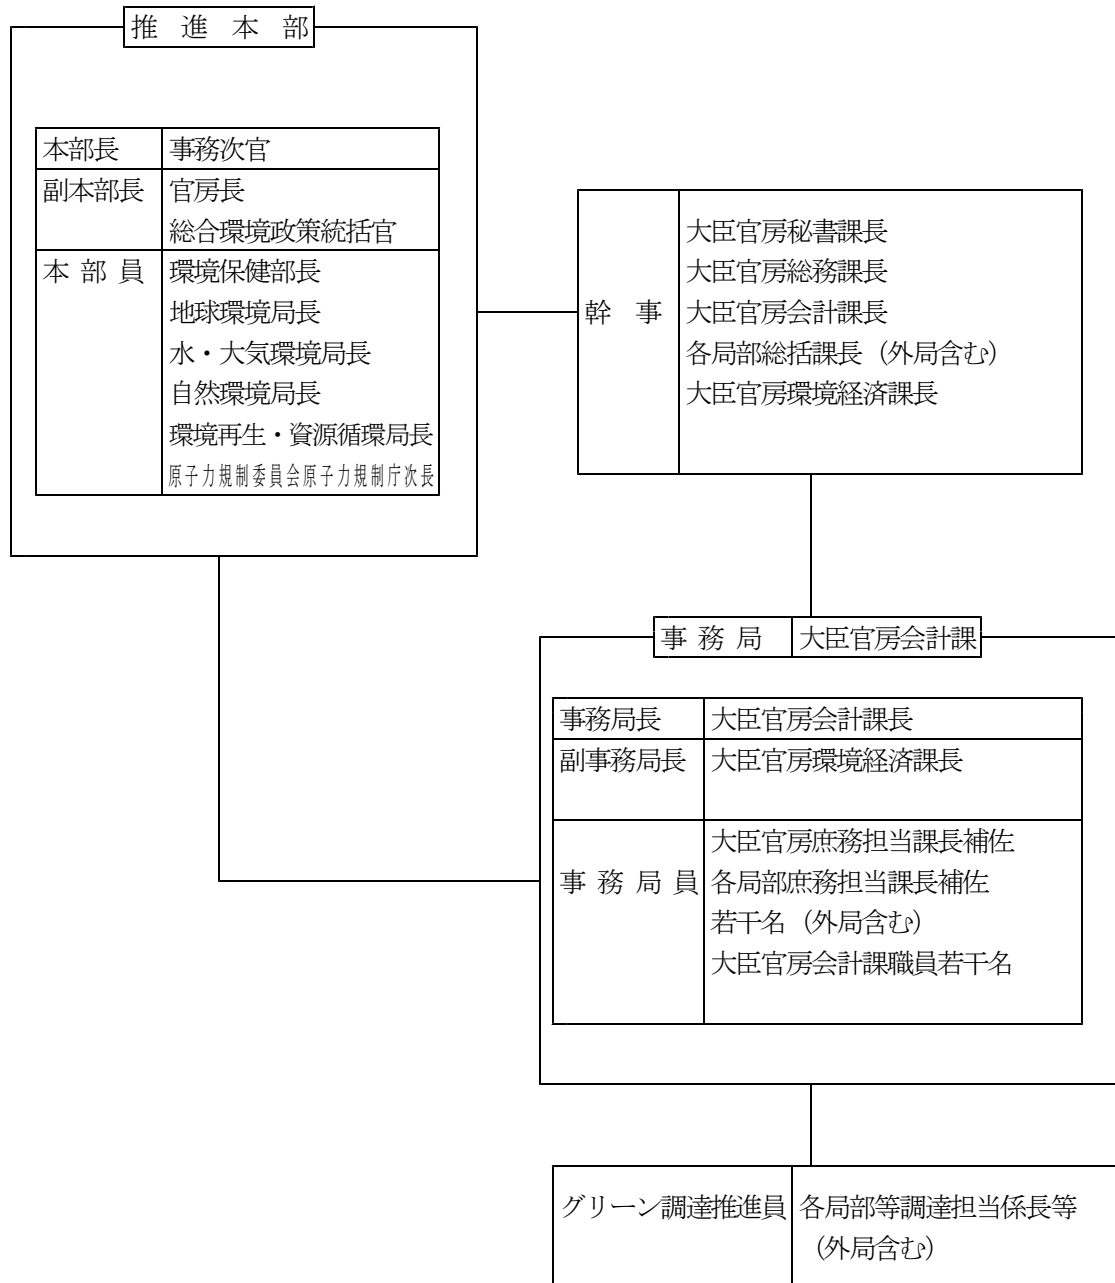 推進本部
本部長 事務次官
副本部長 官房長
総合環境政策統括官
本部員 環境保健部長
地球環境局長
水・大気環境局長
自然環境局長
環境再生・資源循環局長
原子力規制委員会原子力規制庁次長
大臣官房秘書課長
大臣官房総務課長
幹事 大臣官房会計課長
各局部総括課長（外局含む）
大臣官房環境経済課長
事務局 大臣官房会計課
事務局長 大臣官房会計課長
副事務局長 大臣官房環境経済課長
大臣官房庶務担当課長補佐
事務局員 各局部庶務担当課長補佐
若干名（外局含む）
大臣官房会計課職員若干名
グリーン調達推進員 各局部等調達担当係長等
（外局含む）